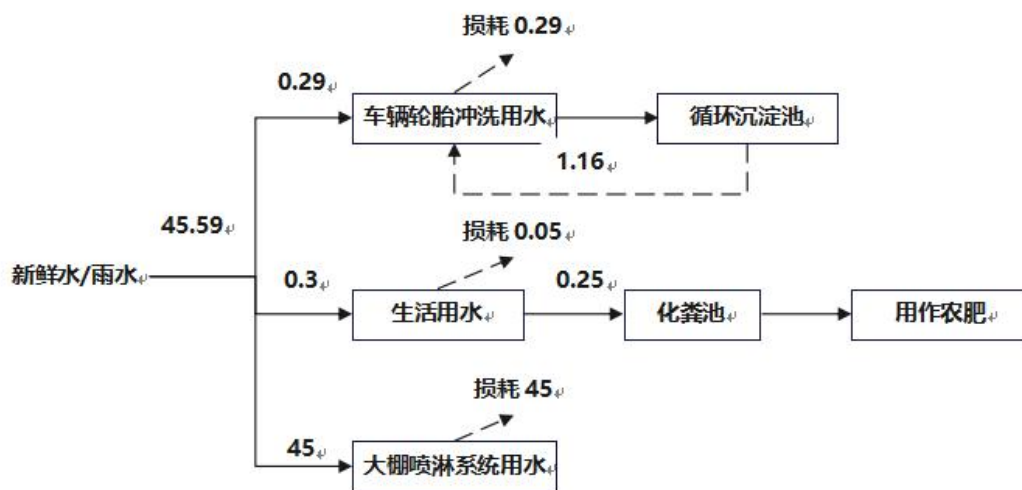 损耗 0.29
0.29
车辆轮胎冲洗用水
循环沉淀池
1.16
45.59
损耗 0.05
新鲜水/雨水
0.3
0.25
生活用水
化粪池
用作农肥
损耗 45
45
大棚喷淋系统用水